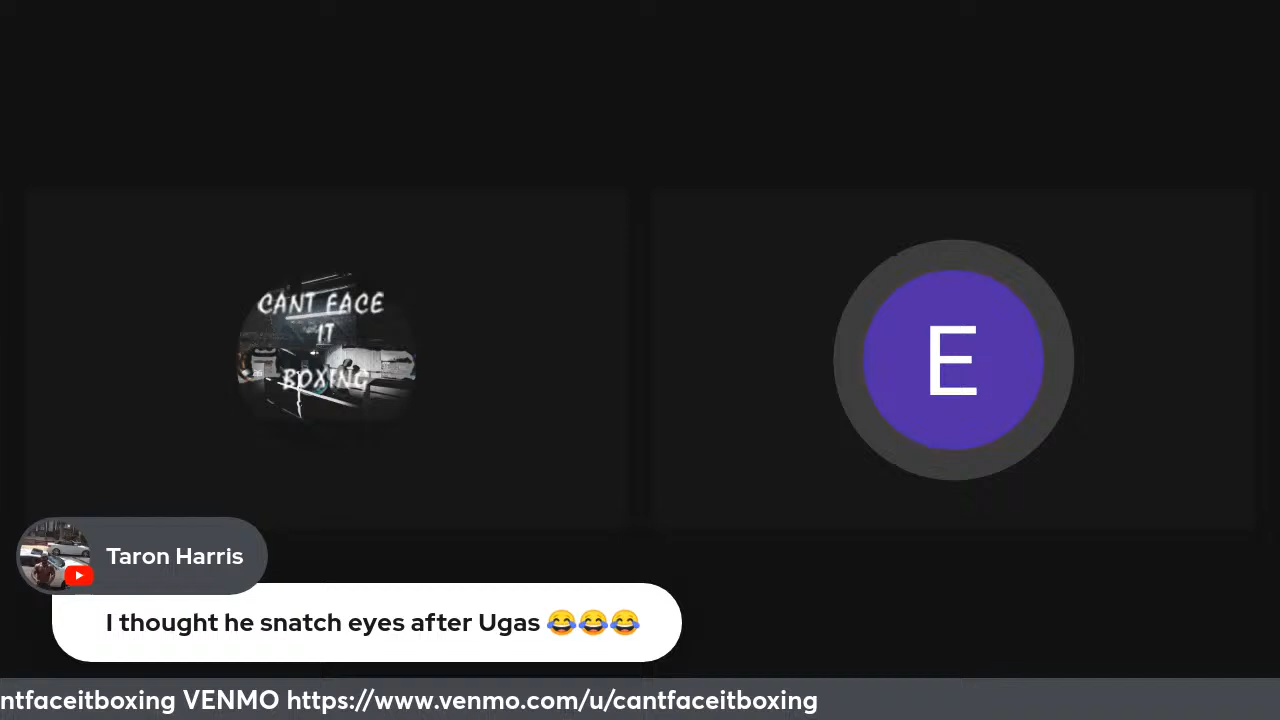 CANT FACE
IT
BOXING
E
Taron Harris
I thought he snatch eyes after Ugas 😂😂😂
ntfaceitboxing VENMO https://www.venmo.com/u/cantfaceitboxing